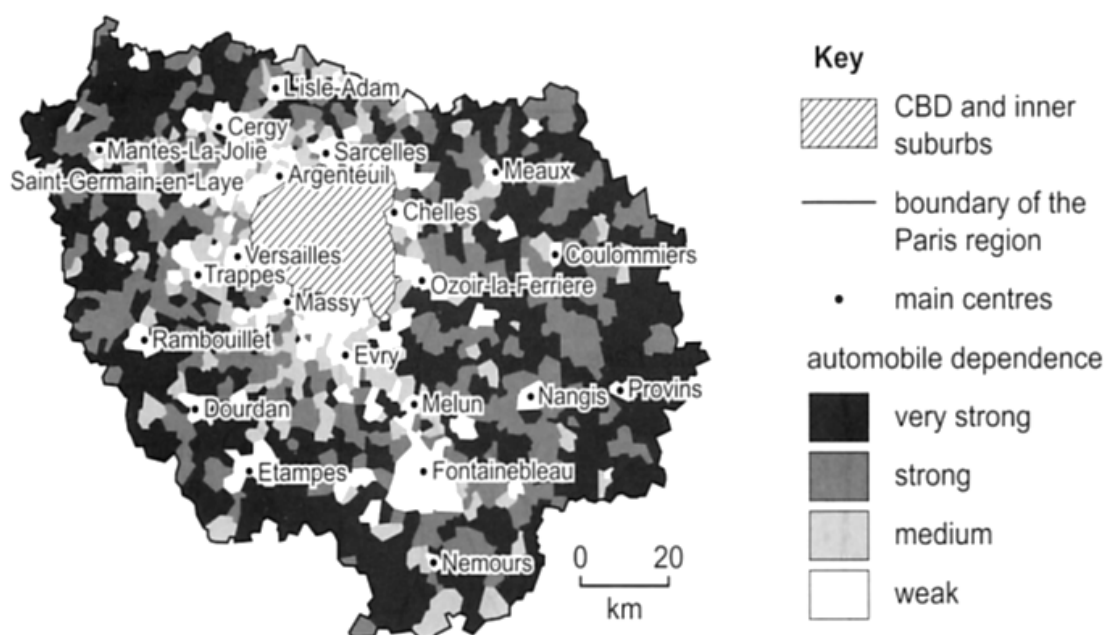 L'isle-Adam
Cergy
Mantes-La-Jolie
Sarcelles
Saint-Germain-en-Laye
Argentéuil
Meaux
Chelles
Versailles
Coulommiers
Trappes
Ozoir-la-Ferriere
Massy
Rambouillet
Evry
Dourdan
Melun
Nangis
Provins
Etampes
Fontainebleau
Nemours
0 20
km
Key
CBD and inner
suburbs
boundary of the
Paris region
main centres
automobile dependence
very strong
strong
medium
weak